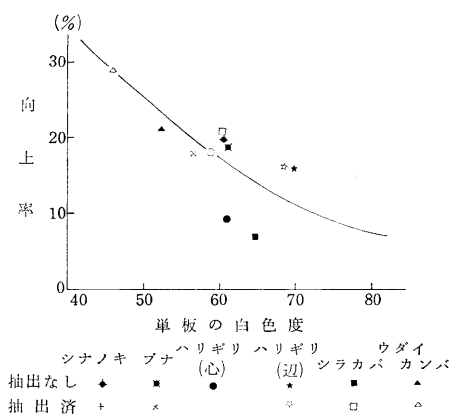 (%)
30
向
上
20
率
10
0
40 50 60 70 80
単板の白色度
シナノキ ブナ ハリギリ(心) ハリギリ(辺) シラカバ ウダイカンバ
抽出なし
抽出済